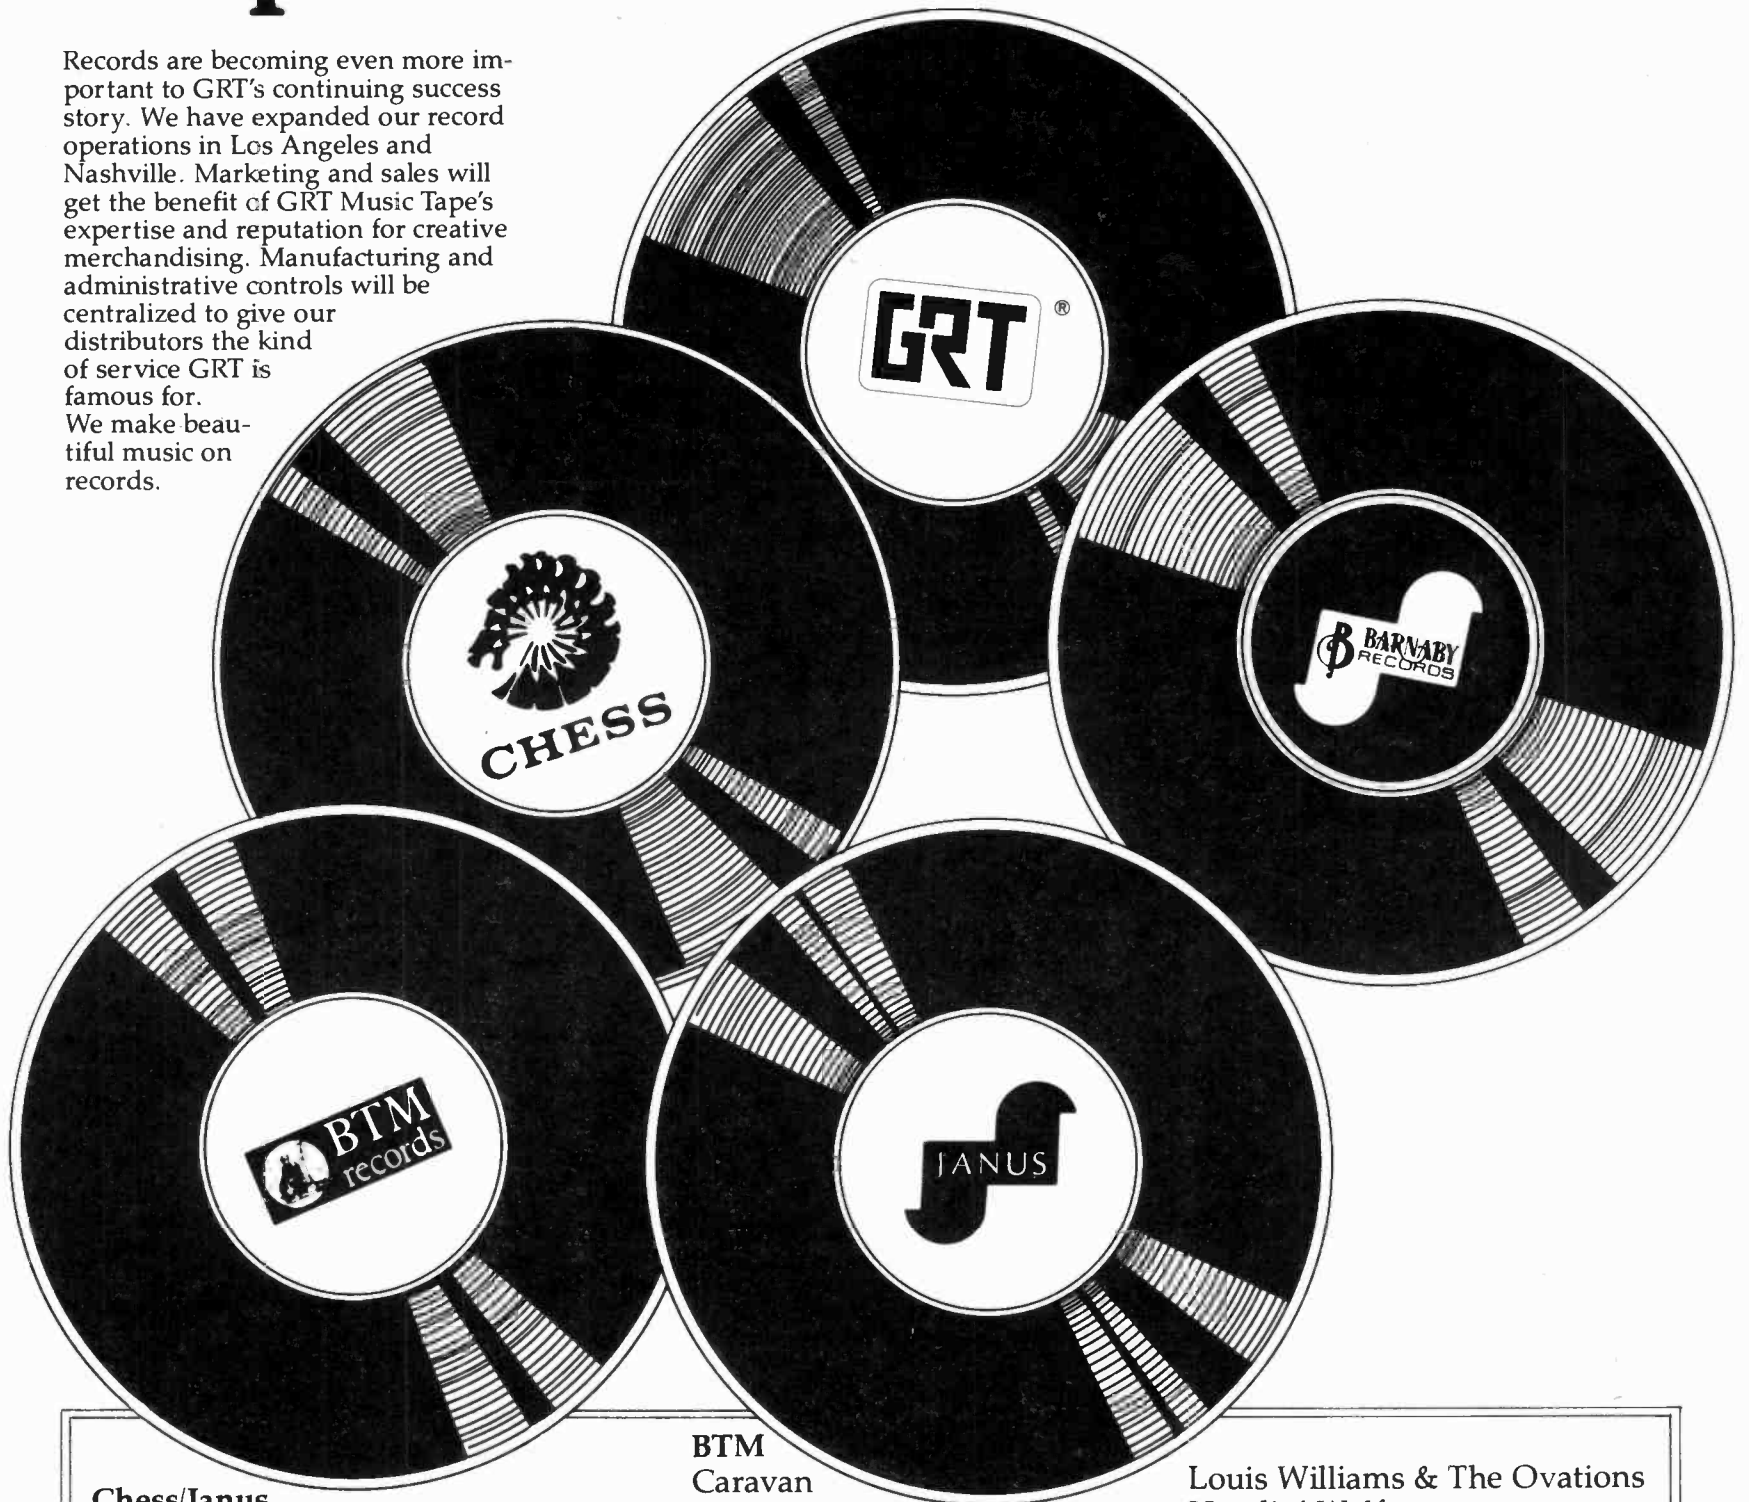 Records are becoming even more im-
portant to GRT's continuing success
story. We have expanded our record
operations in Los Angeles and
Nashville. Marketing and sales will
get the benefit of GRT Music Tape's
expertise and reputation for creative
merchandising. Manufacturing and
administrative controls will be
centralized to give our
distributors the kind
of service GRT is
famous for.
We make beau-
tiful music on
records.
GRT ®
CHESS
B BARNABY
RECORDS
BTM
records
JANUS
Chess/Janus
BTM
Caravan
Louis Williams & The Ovations